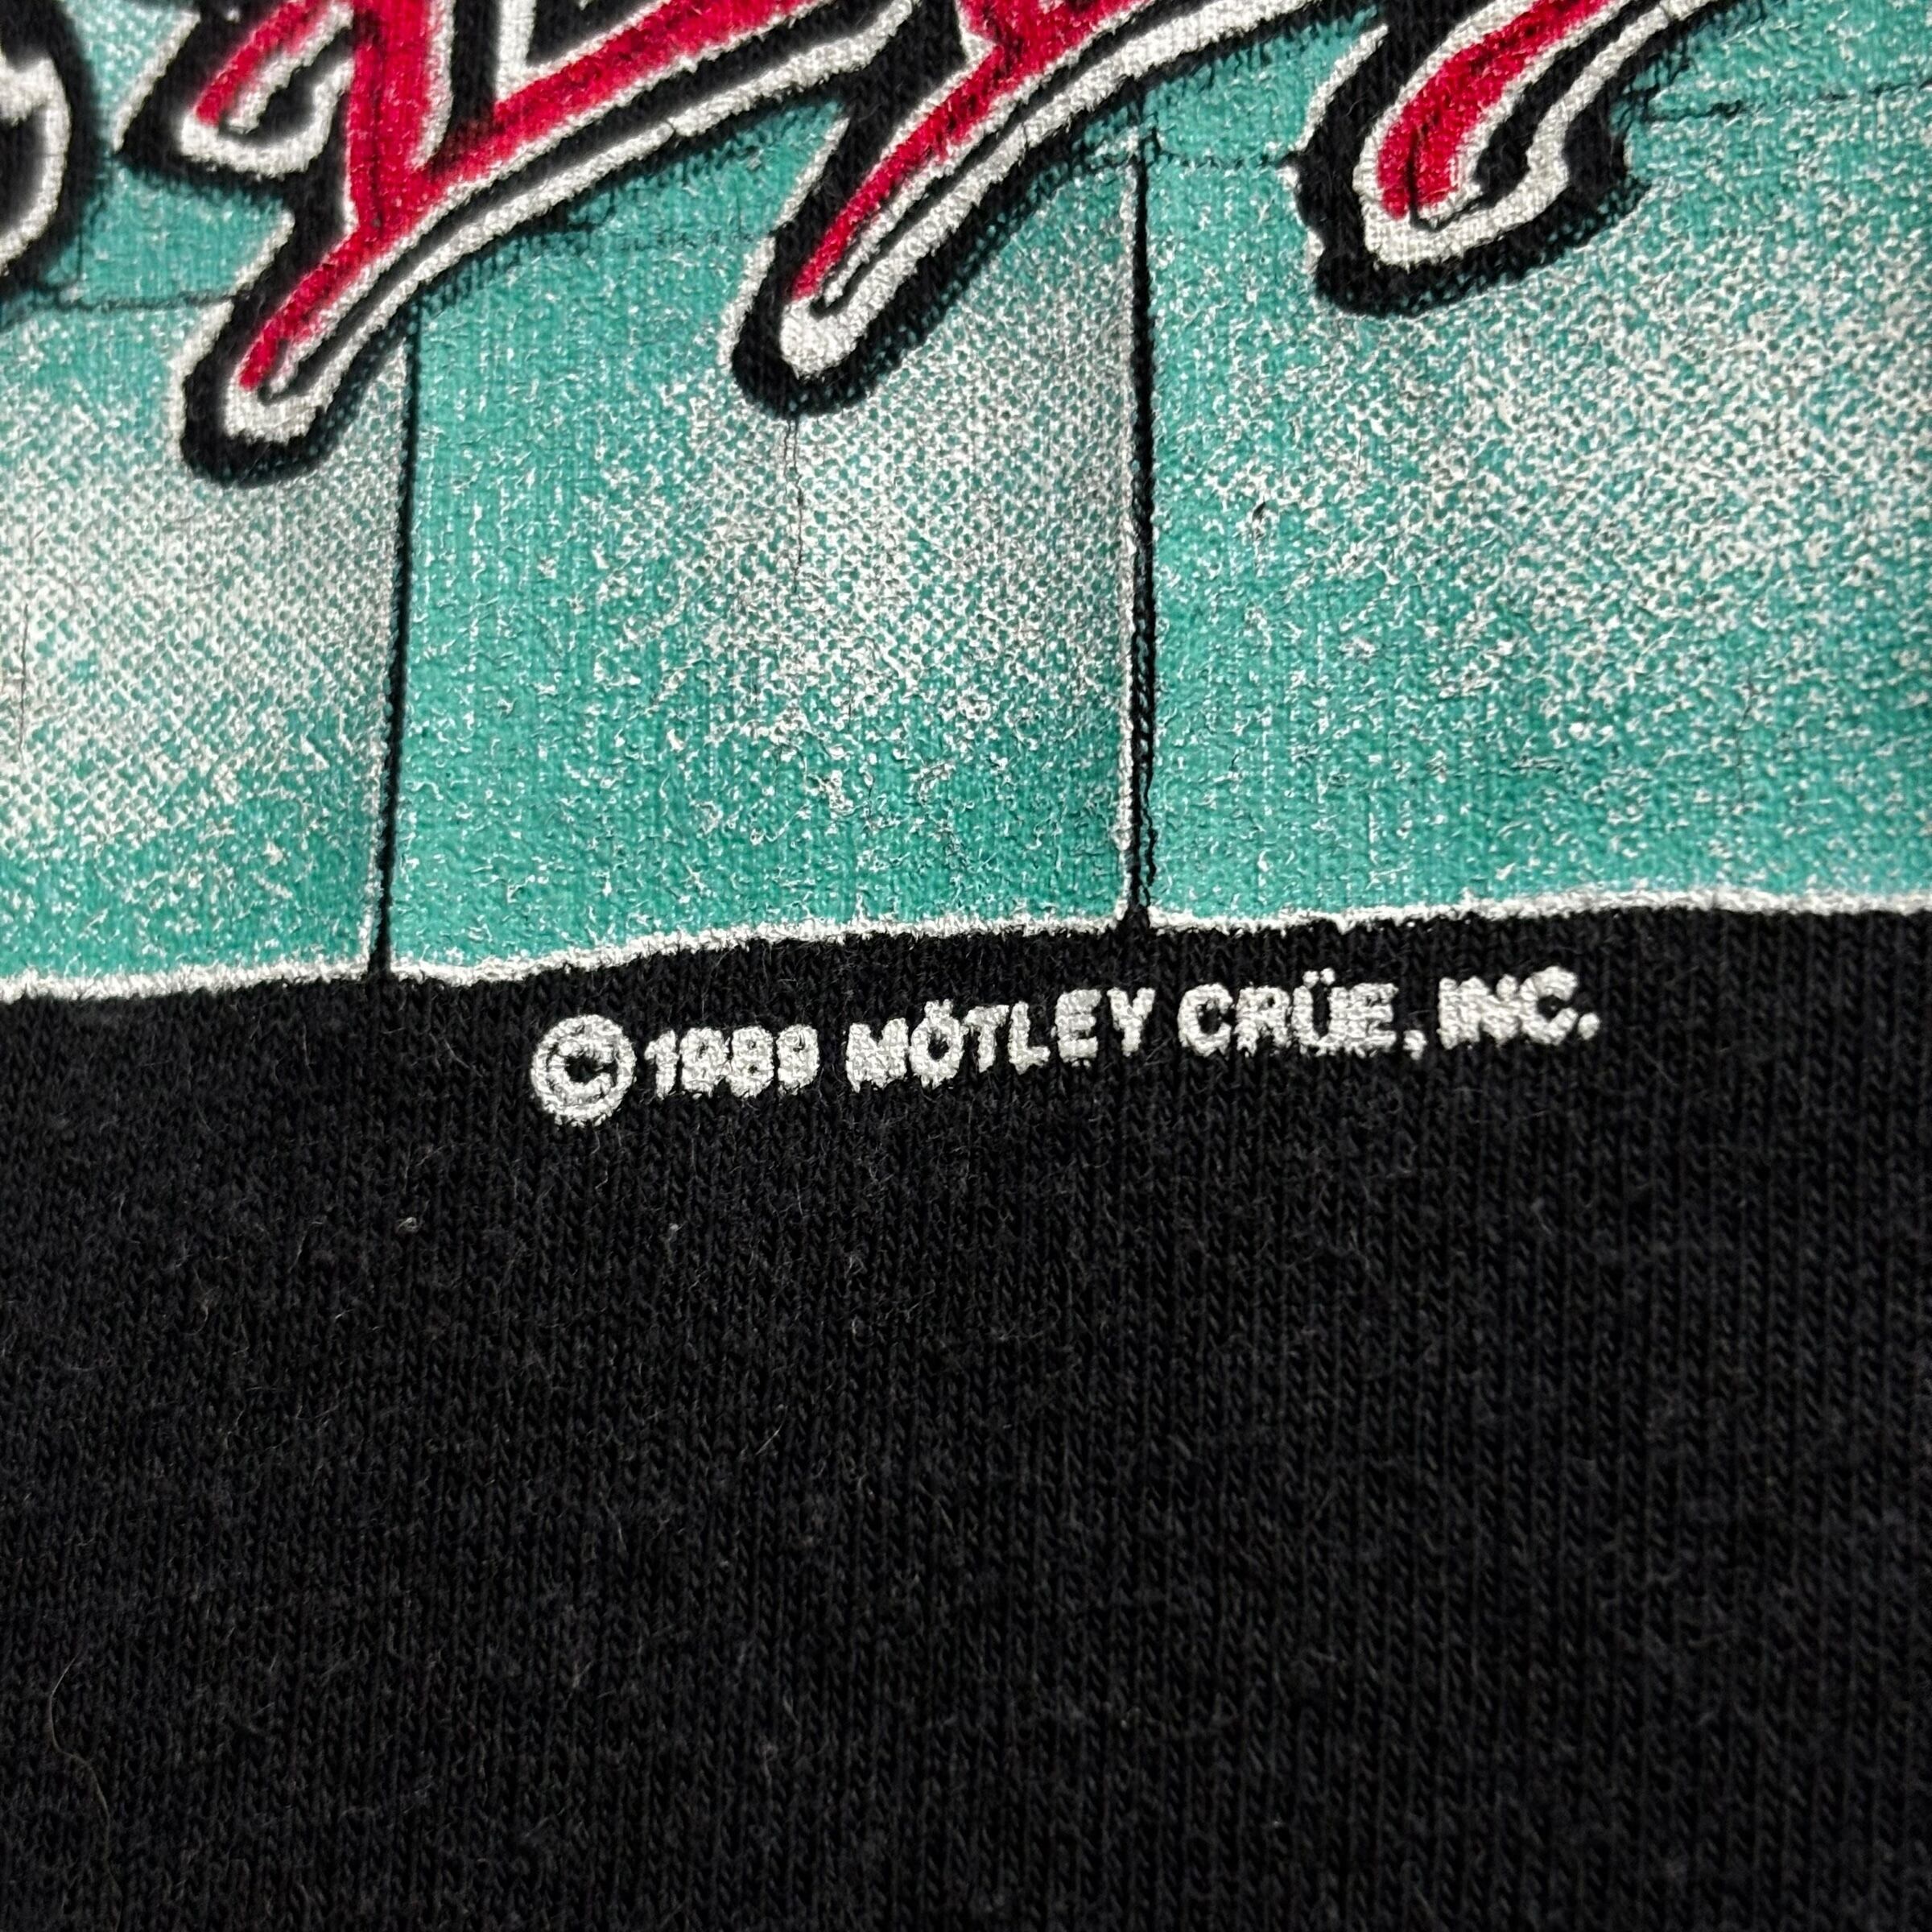 ©1989 MÖTLEY CRÜE, INC.